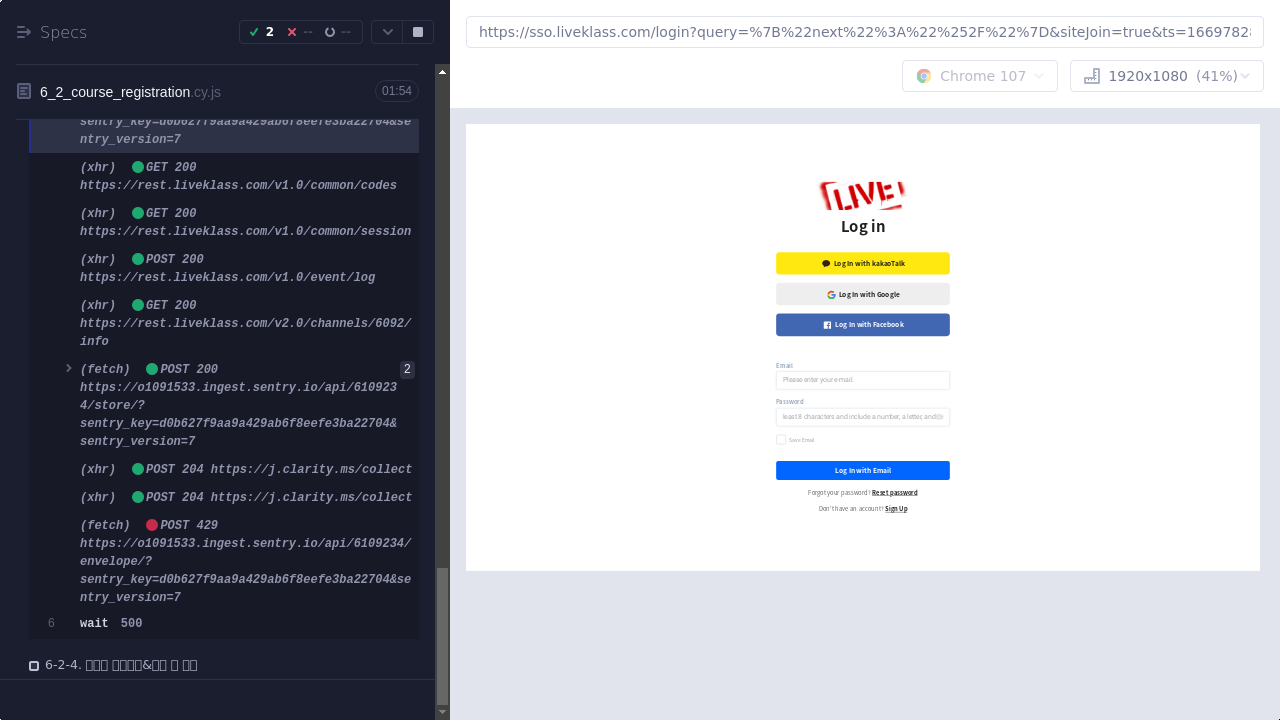 Specs
2
--
--
6_2_course_registration.cy.js
01:54
sentry_key=d0b627f9aa9a429ab6f8eefe3ba22704&se
ntry_version=7
(xhr) GET 200
https://rest.liveklass.com/v1.0/common/codes
(xhr) GET 200
https://rest.liveklass.com/v1.0/common/session
(xhr) POST 200
https://rest.liveklass.com/v1.0/event/log
(xhr) GET 200
https://rest.liveklass.com/v2.0/channels/6092/
info
(fetch) POST 200
2
https://o1091533.ingest.sentry.io/api/610923
4/store/?
sentry_key=d0b627f9aa9a429ab6f8eefe3ba22704&
sentry_version=7
(xhr) POST 204 https://j.clarity.ms/collect
(xhr) POST 204 https://j.clarity.ms/collect
(fetch) POST 429
https://o1091533.ingest.sentry.io/api/6109234/
envelope/?
sentry_key=d0b627f9aa9a429ab6f8eefe3ba22704&se
ntry_version=7
6 wait 500
6-2-4.
https://sso.liveklass.com/login?query=%7B%22next%22%3A%22%252F%22%7D&siteJoin=true&ts=1669782
Chrome 107
1920x1080 (41%)
LIVE!
Log in
Log In with kakaoTalk
Log In with Google
Log In with Facebook
Email
Please enter your e-mail.
Password
least 8 characters and include a number, a letter, and
Save Email
Log In with Email
Forgot your password? Reset password
Don't have an account? Sign Up